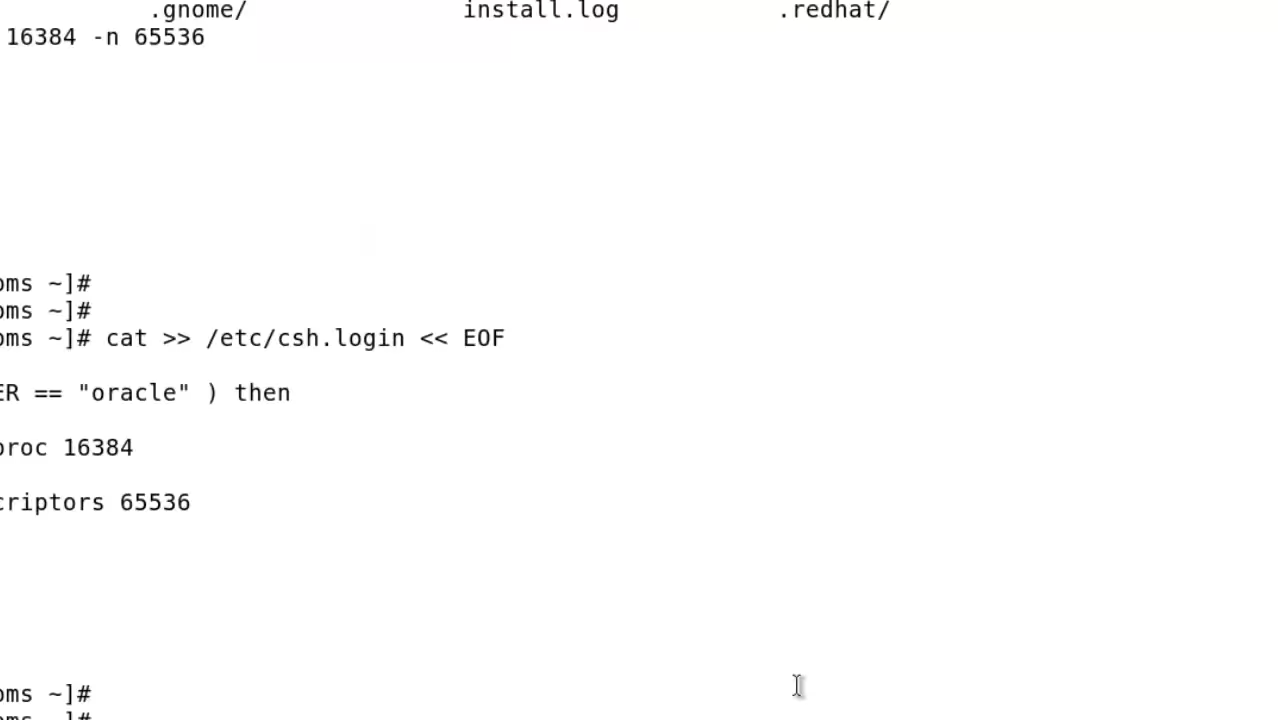 .gnome/ install.log .redhat/
16384 -n 65536
oms ~]#
oms ~]#
oms ~]# cat >> /etc/csh.login << EOF
ER == "oracle" ) then
proc 16384
criptors 65536
oms ~]#
oms ~]#